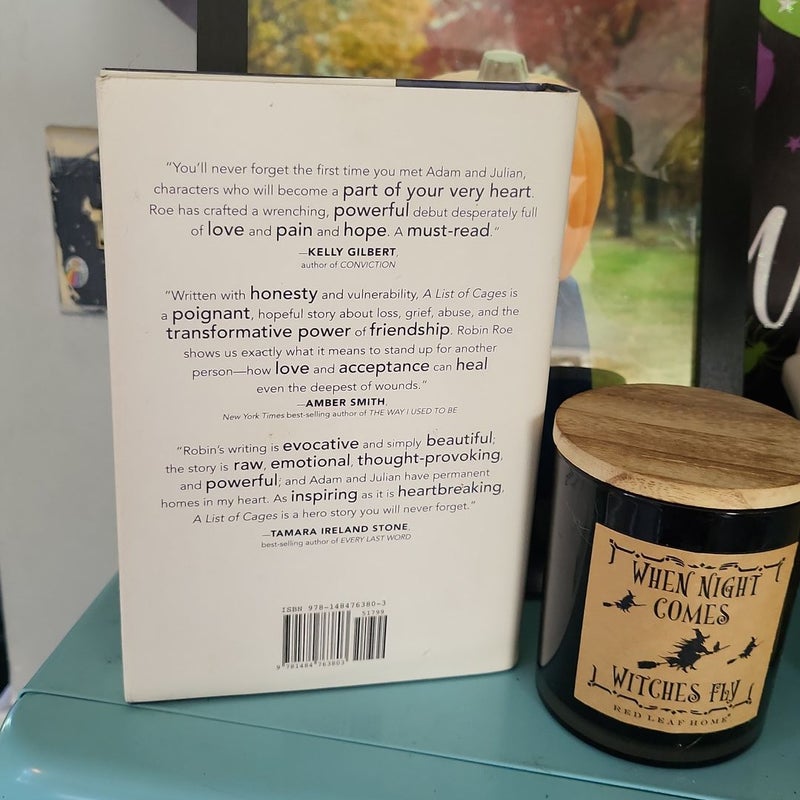 “You’ll never forget the first time you met Adam and Julian,
characters who will become a part of your very heart.
Roe has crafted a wrenching, powerful debut desperately full
of love and pain and hope. A must-read.”
—KELLY GILBERT,
author of CONVICTION
“Written with honesty and vulnerability, A List of Cages is
a poignant, hopeful story about loss, grief, abuse, and the
transformative power of friendship. Robin Roe
shows us exactly what it means to stand up for another
person—how love and acceptance can heal
even the deepest of wounds.”
—AMBER SMITH,
New York Times best-selling author of THE WAY I USED TO BE
“Robin’s writing is evocative and simply beautiful;
the story is raw, emotional, thought-provoking,
and powerful; and Adam and Julian have permanent
homes in my heart. As inspiring as it is heartbreaking,
A List of Cages is a hero story you will never forget.”
—TAMARA IRELAND STONE,
best-selling author of EVERY LAST WORD
ISBN 978-148476380-3
51799
9 781484 763803
WHEN NIGHT
COMES
WITCHES FLY
RED LEAF HOME